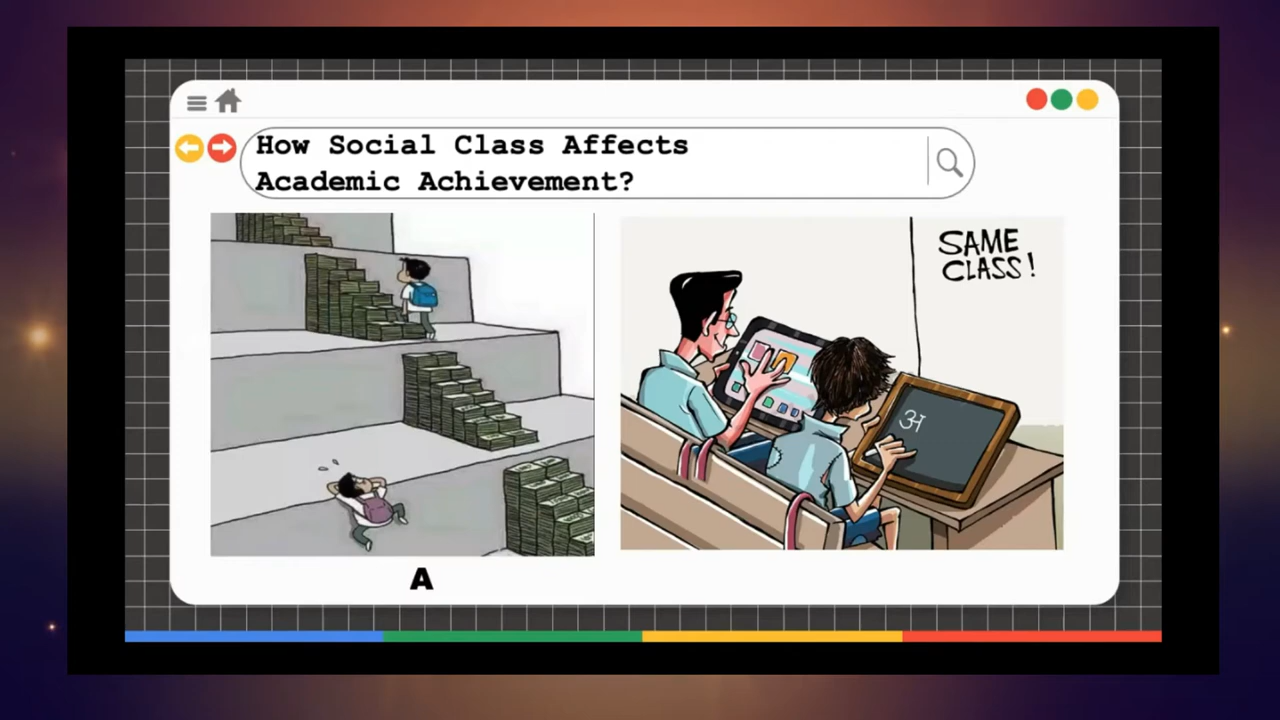 How Social Class Affects
Academic Achievement?
SAME
CLASS!
अ
A